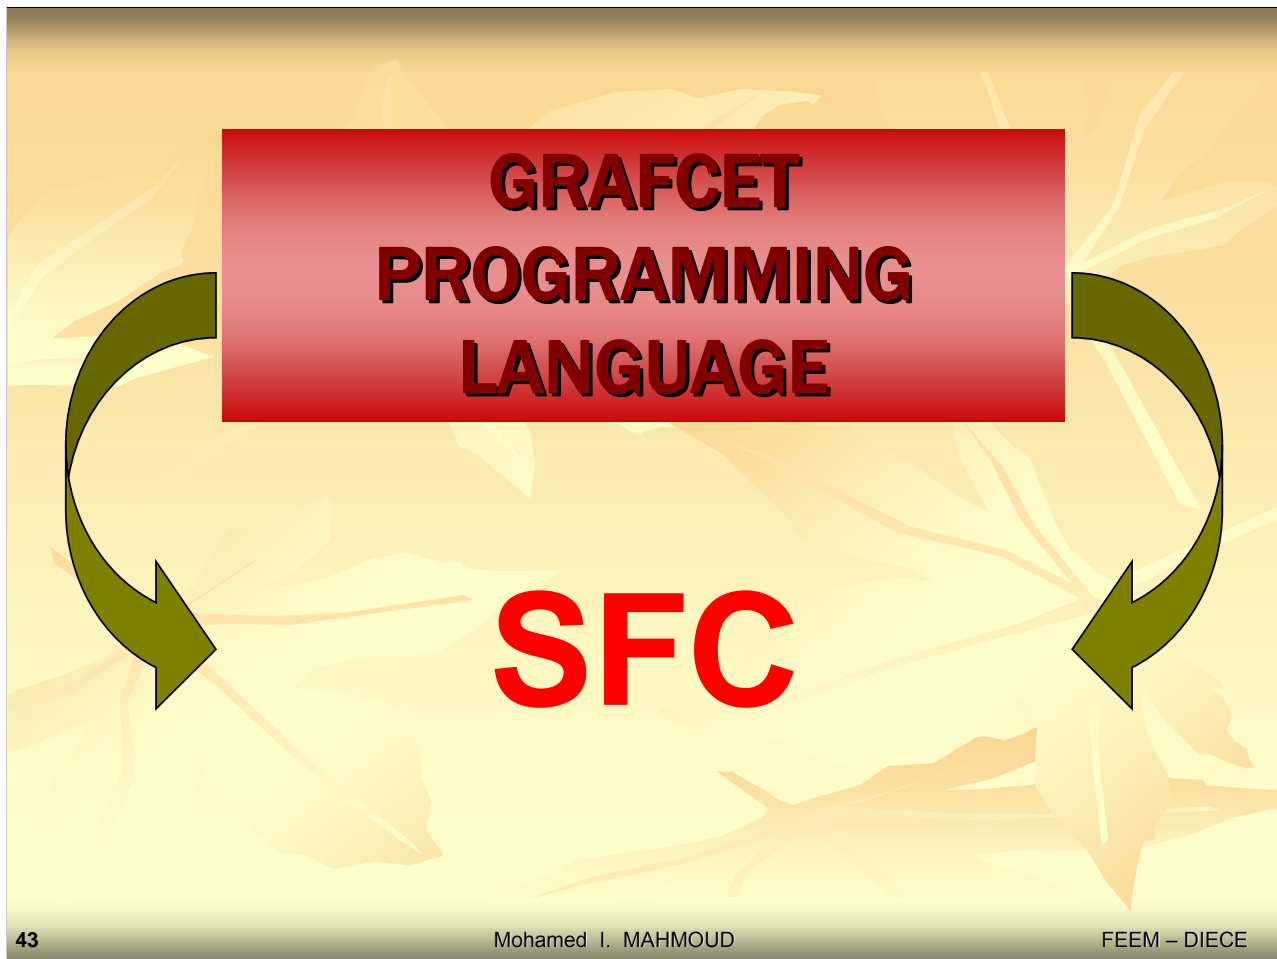 GRAFCET
PROGRAMMING
LANGUAGE
SFC
43 Mohamed I. MAHMOUD FEEM – DIECE